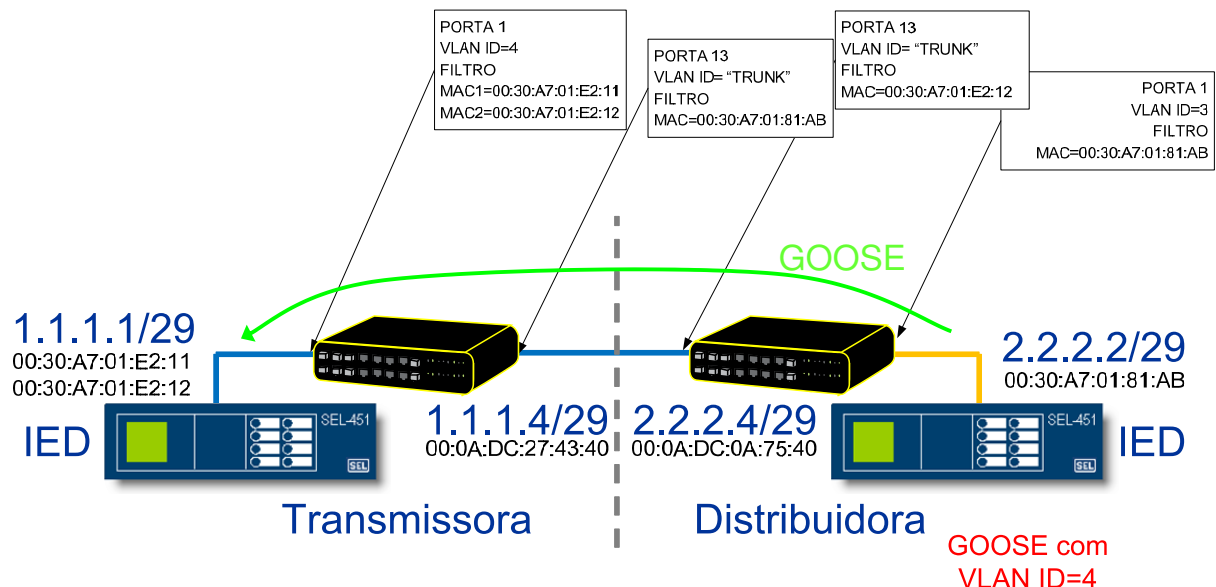 PORTA 1
VLAN ID=4
FILTRO
MAC1=00:30:A7:01:E2:11
MAC2=00:30:A7:01:E2:12
PORTA 13
VLAN ID= “TRUNK”
FILTRO
MAC=00:30:A7:01:81:AB
PORTA 13
VLAN ID= “TRUNK”
FILTRO
MAC=00:30:A7:01:E2:12
PORTA 1
VLAN ID=3
FILTRO
MAC=00:30:A7:01:81:AB
GOOSE
1.1.1.1/29
00:30:A7:01:E2:11
00:30:A7:01:E2:12
2.2.2.2/29
00:30:A7:01:81:AB
IED
SEL-451
SEL
1.1.1.4/29
00:0A:DC:27:43:40
2.2.2.4/29
00:0A:DC:0A:75:40
SEL-451
SEL
IED
Transmissora
Distribuidora
GOOSE com
VLAN ID=4